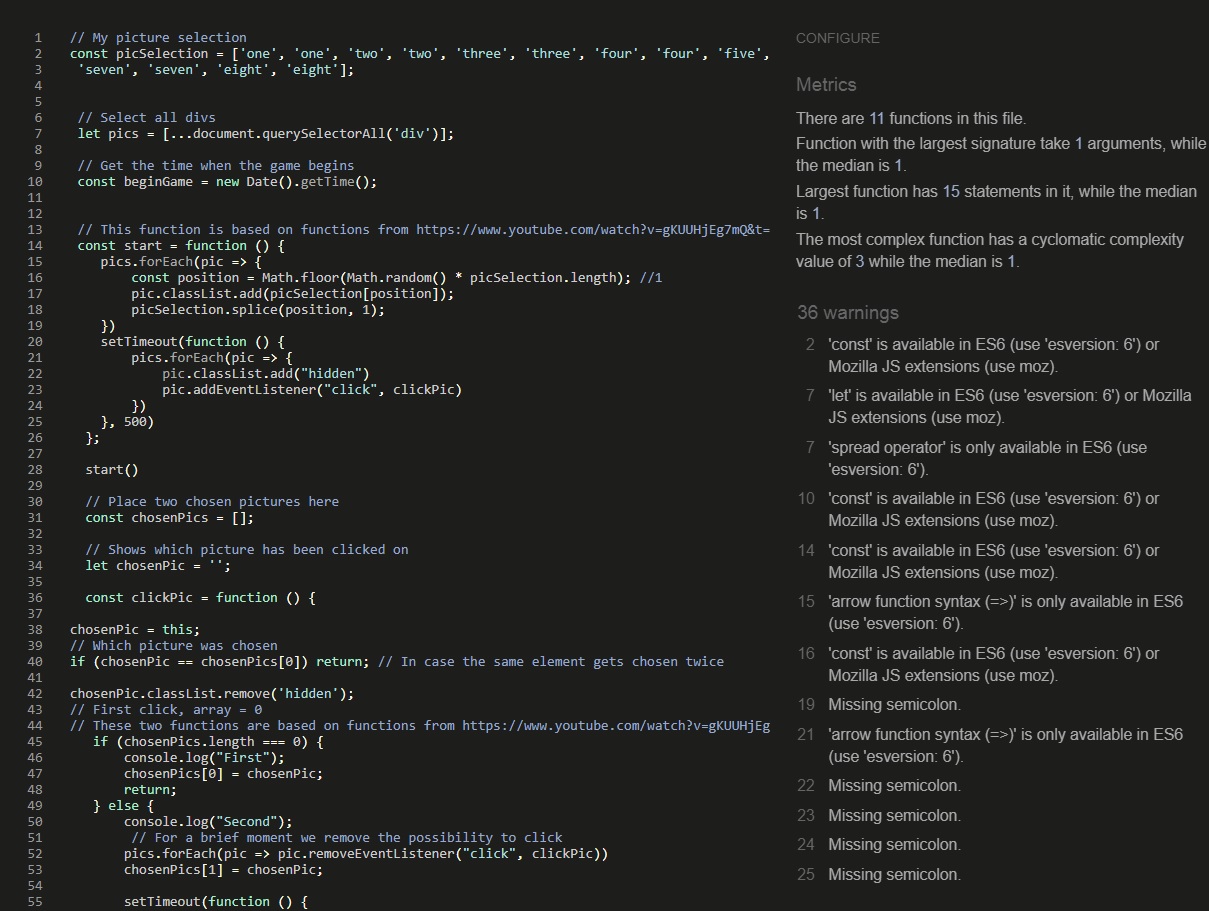 1 // My picture selection
2 const picSelection = ['one', 'one', 'two', 'two', 'three', 'three', 'four', 'four', 'five',
3 'seven', 'seven', 'eight', 'eight'];
4
5
6 // Select all divs
7 let pics = [...document.querySelectorAll('div')];
8
9 // Get the time when the game begins
10 const beginGame = new Date().getTime();
11
12
13 // This function is based on functions from https://www.youtube.com/watch?v=gKUUHjEg7mQ&t=
14 const start = function () {
15 pics.forEach(pic => {
16 const position = Math.floor(Math.random() * picSelection.length); //1
17 pic.classList.add(picSelection[position]);
18 picSelection.splice(position, 1);
19 })
20 setTimeout(function () {
21 pics.forEach(pic => {
22 pic.classList.add("hidden")
23 pic.addEventListener("click", clickPic)
24 })
25 }, 500)
26 };
27
28 start()
29
30 // Place two chosen pictures here
31 const chosenPics = [];
32
33 // Shows which picture has been clicked on
34 let chosenPic = '';
35
36 const clickPic = function () {
37
38 chosenPic = this;
39 // Which picture was chosen
40 if (chosenPic == chosenPics[0]) return; // In case the same element gets chosen twice
41
42 chosenPic.classList.remove('hidden');
43 // First click, array = 0
44 // These two functions are based on functions from https://www.youtube.com/watch?v=gKUUHjEg
45 if (chosenPics.length === 0) {
46 console.log("First");
47 chosenPics[0] = chosenPic;
48 return;
49 } else {
50 console.log("Second");
51 // For a brief moment we remove the possibility to click
52 pics.forEach(pic => pic.removeEventListener("click", clickPic))
53 chosenPics[1] = chosenPic;
54
55 setTimeout(function () {
CONFIGURE
Metrics
There are 11 functions in this file.
Function with the largest signature take 1 arguments, while
the median is 1.
Largest function has 15 statements in it, while the median
is 1.
The most complex function has a cyclomatic complexity
value of 3 while the median is 1.
36 warnings
2 'const' is available in ES6 (use 'esversion: 6') or
Mozilla JS extensions (use moz).
7 'let' is available in ES6 (use 'esversion: 6') or Mozilla
JS extensions (use moz).
7 'spread operator' is only available in ES6 (use
'esversion: 6').
10 'const' is available in ES6 (use 'esversion: 6') or
Mozilla JS extensions (use moz).
14 'const' is available in ES6 (use 'esversion: 6') or
Mozilla JS extensions (use moz).
15 'arrow function syntax (=>)' is only available in ES6
(use 'esversion: 6').
16 'const' is available in ES6 (use 'esversion: 6') or
Mozilla JS extensions (use moz).
19 Missing semicolon.
21 'arrow function syntax (=>)' is only available in ES6
(use 'esversion: 6').
22 Missing semicolon.
23 Missing semicolon.
24 Missing semicolon.
25 Missing semicolon.